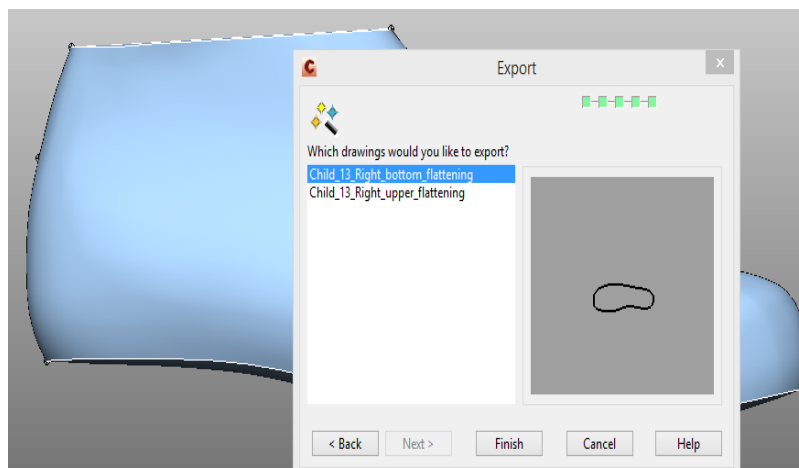 Export
Which drawings would you like to export?
Child_13_Right_bottom_flattening
Child_13_Right_upper_flattening
< Back Next > Finish Cancel Help